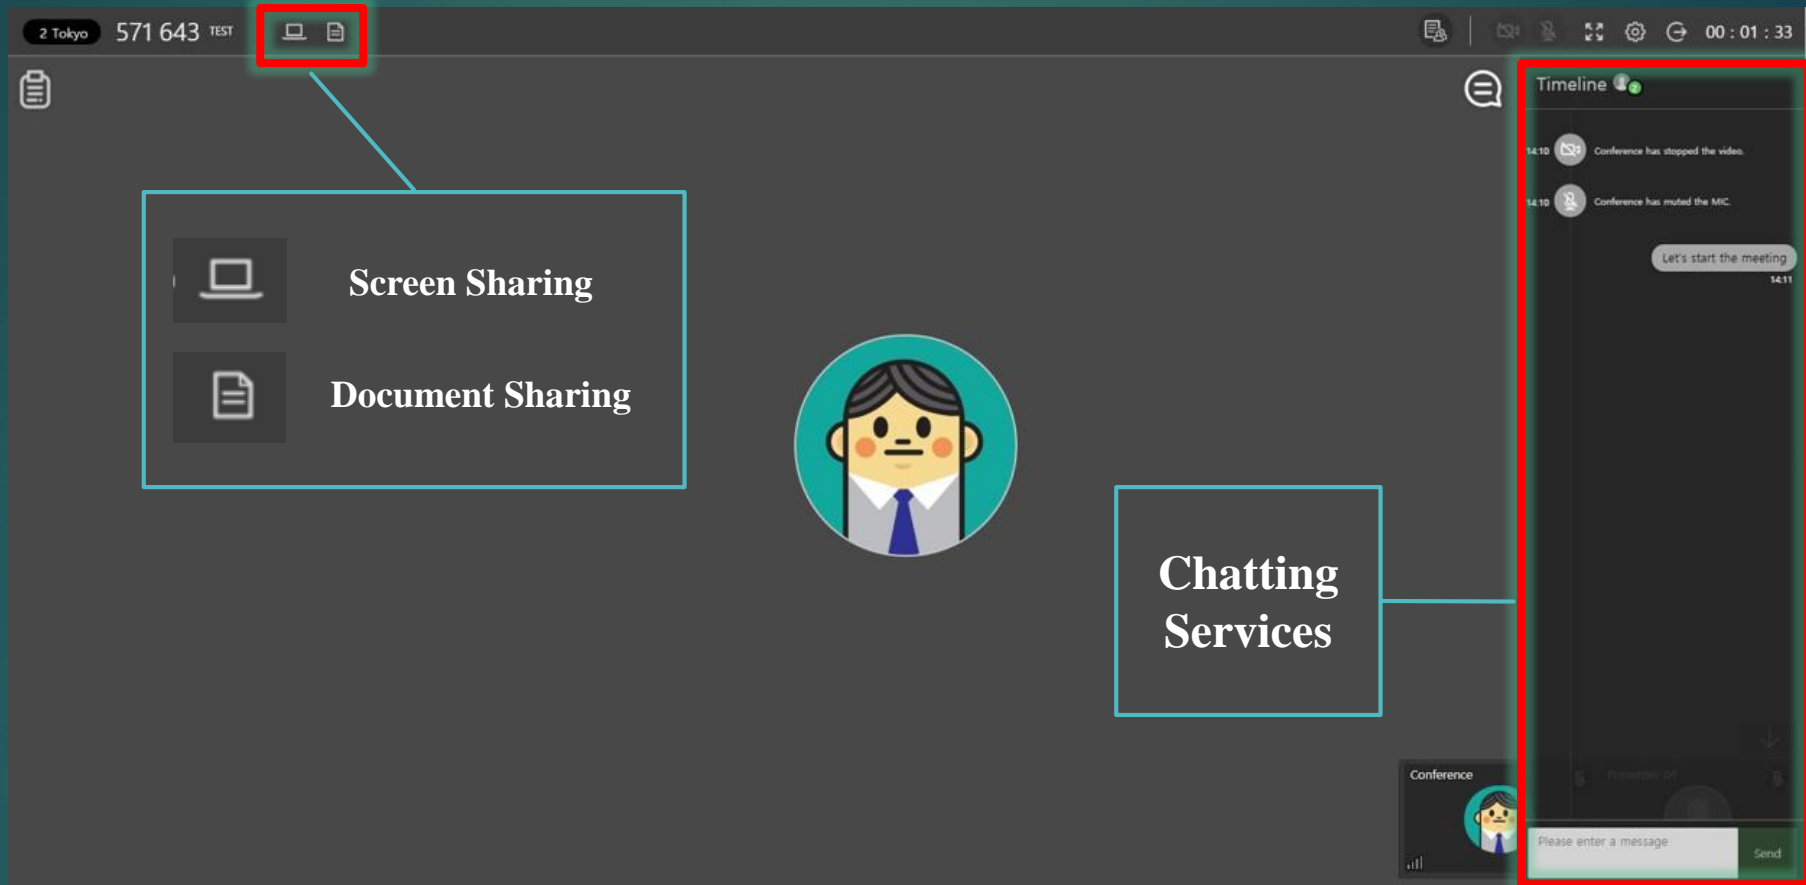 2 Tokyo 571 643 TEST
00 : 01 : 33
Timeline 2
14:10 Conference has stopped the video.
14:10 Conference has muted the MIC.
Let's start the meeting
14:11
Screen Sharing
Document Sharing
Chatting
Services
Conference
Please enter a message
Send